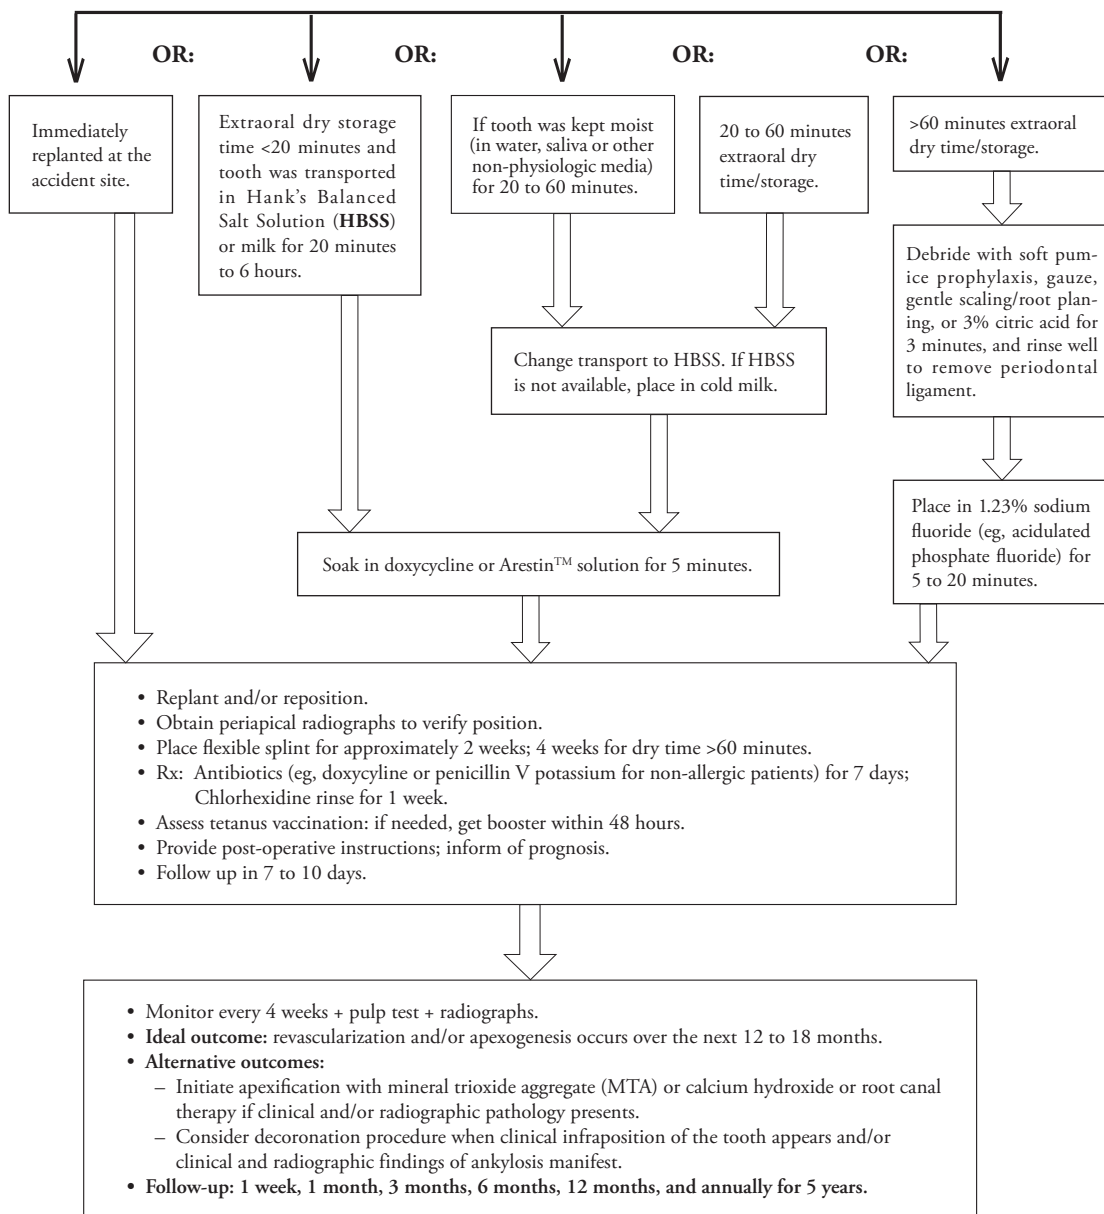 OR:
OR:
OR:
OR:
Immediately
replanted at the
accident site.
Extraoral dry storage
time <20 minutes and
tooth was transported
in Hank's Balanced
Salt Solution (HBSS)
or milk for 20 minutes
to 6 hours.
If tooth was kept moist
(in water, saliva or other
non-physiologic media)
for 20 to 60 minutes.
20 to 60 minutes
extraoral dry
time/storage.
>60 minutes extraoral
dry time/storage.
Debride with soft pum-
ice prophylaxis, gauze,
gentle scaling/root plan-
ing, or 3% citric acid for
3 minutes, and rinse well
to remove periodontal
ligament.
Change transport to HBSS. If HBSS
is not available, place in cold milk.
Place in 1.23% sodium
fluoride (eg, acidulated
phosphate fluoride) for
5 to 20 minutes.
Soak in doxycycline or Arestin™ solution for 5 minutes.
• Replant and/or reposition.
• Obtain periapical radiographs to verify position.
• Place flexible splint for approximately 2 weeks; 4 weeks for dry time >60 minutes.
• Rx: Antibiotics (eg, doxycyline or penicillin V potassium for non-allergic patients) for 7 days;
Chlorhexidine rinse for 1 week.
• Assess tetanus vaccination: if needed, get booster within 48 hours.
• Provide post-operative instructions; inform of prognosis.
• Follow up in 7 to 10 days.
• Monitor every 4 weeks + pulp test + radiographs.
• Ideal outcome: revascularization and/or apexogenesis occurs over the next 12 to 18 months.
• Alternative outcomes:
– Initiate apexification with mineral trioxide aggregate (MTA) or calcium hydroxide or root canal
therapy if clinical and/or radiographic pathology presents.
– Consider decoronation procedure when clinical infraposition of the tooth appears and/or
clinical and radiographic findings of ankylosis manifest.
• Follow-up: 1 week, 1 month, 3 months, 6 months, 12 months, and annually for 5 years.